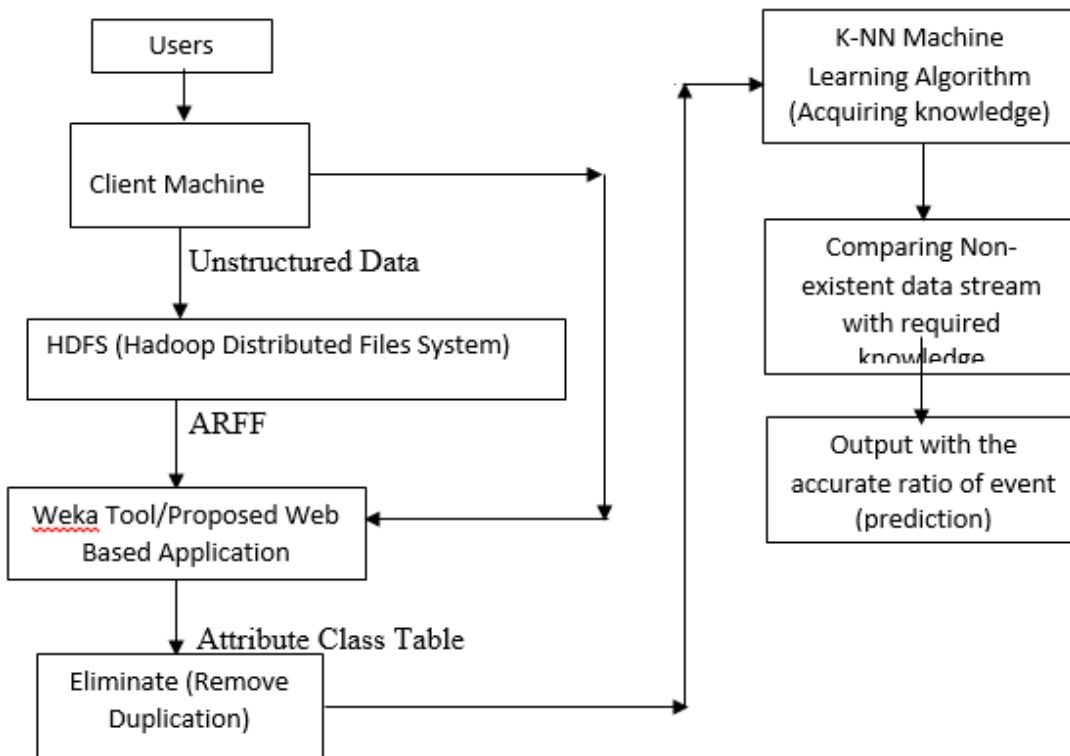 Users
Client Machine
Unstructured Data
HDFS (Hadoop Distributed Files System)
ARFF
Weka Tool/Proposed Web
Based Application
Attribute Class Table
Eliminate (Remove
Duplication)
K-NN Machine
Learning Algorithm
(Acquiring knowledge)
Comparing Non-
existent data stream
with required
knowledge
Output with the
accurate ratio of event
(prediction)